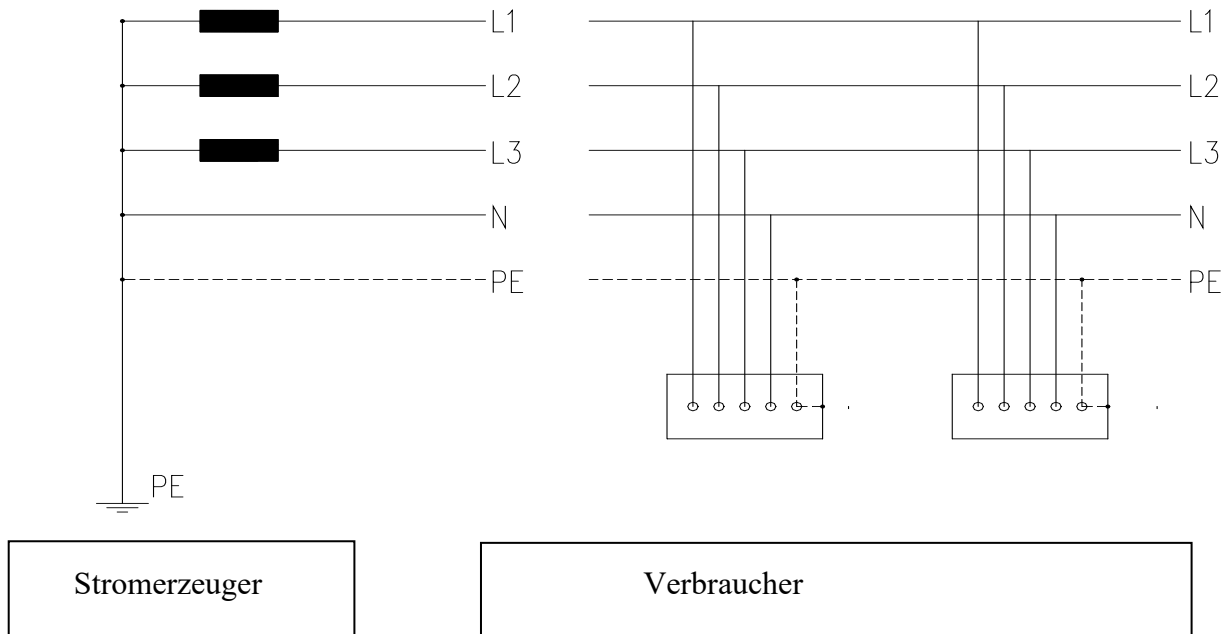 L1 L1
L2 L2
L3 L3
N N
PE PE
PE
Stromerzeuger Verbraucher